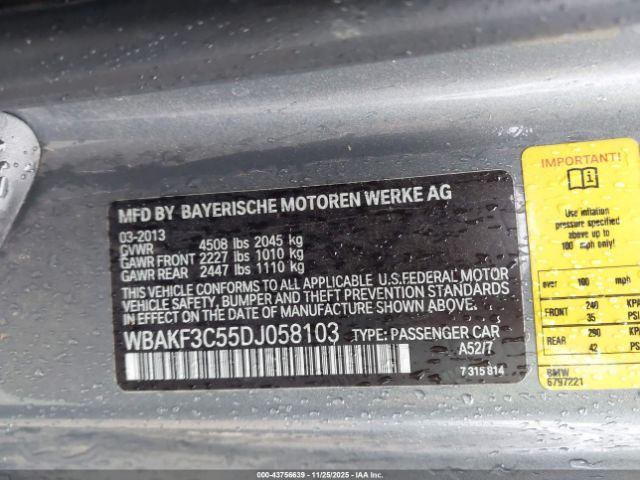 MFD BY BAYERISCHE MOTOREN WERKE AG
03-2013
GVWR 4508 lbs 2045 kg
GAWR FRONT 2227 lbs 1010 kg
GAWR REAR 2447 lbs 1110 kg
THIS VEHICLE CONFORMS TO ALL APPLICABLE U.S.FEDERAL MOTOR
VEHICLE SAFETY, BUMPER AND THEFT PREVENTION STANDARDS
IN EFFECT ON THE DATE OF MANUFACTURE SHOWN ABOVE.
WBAKF3C55DJ058103 TYPE: PASSENGER CAR
A52/7
7 315 814
IMPORTANT!
Use inflation
pressure specified
above for up to
100 mph only!
over 100 mph
FRONT 240 KPA
35 PSI
REAR 290 KPA
42 PSI
BMW
6797221
000-43756639 - 11/25/2025 - IAAI.COM